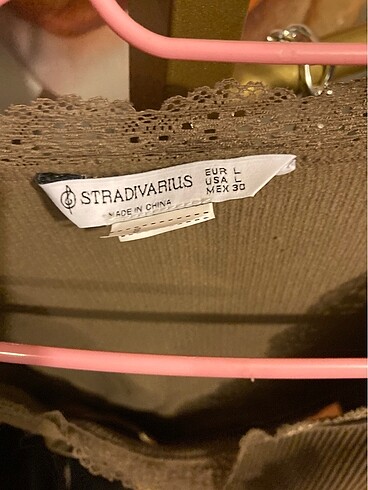 STRADIVARIUS
MADE IN CHINA
EUR L
USA L
MEX 30